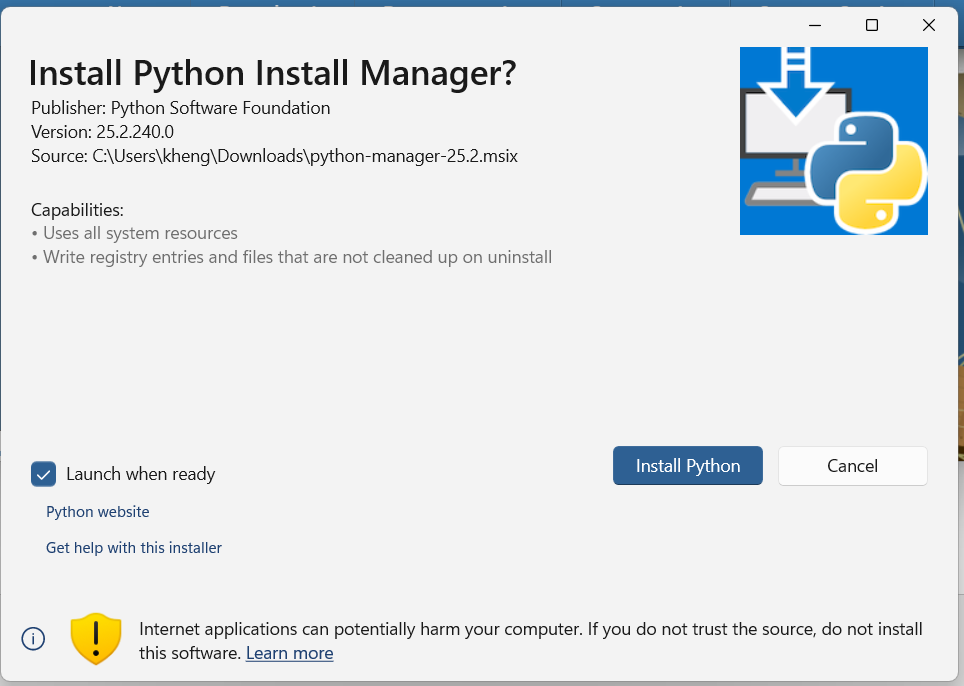 Install Python Install Manager?
Publisher: Python Software Foundation
Version: 25.2.240.0
Source: C:\Users\kheng\Downloads\python-manager-25.2.msix
Capabilities:
• Uses all system resources
• Write registry entries and files that are not cleaned up on uninstall
Launch when ready
Install Python
Cancel
Python website
Get help with this installer
Internet applications can potentially harm your computer. If you do not trust the source, do not install
this software. Learn more